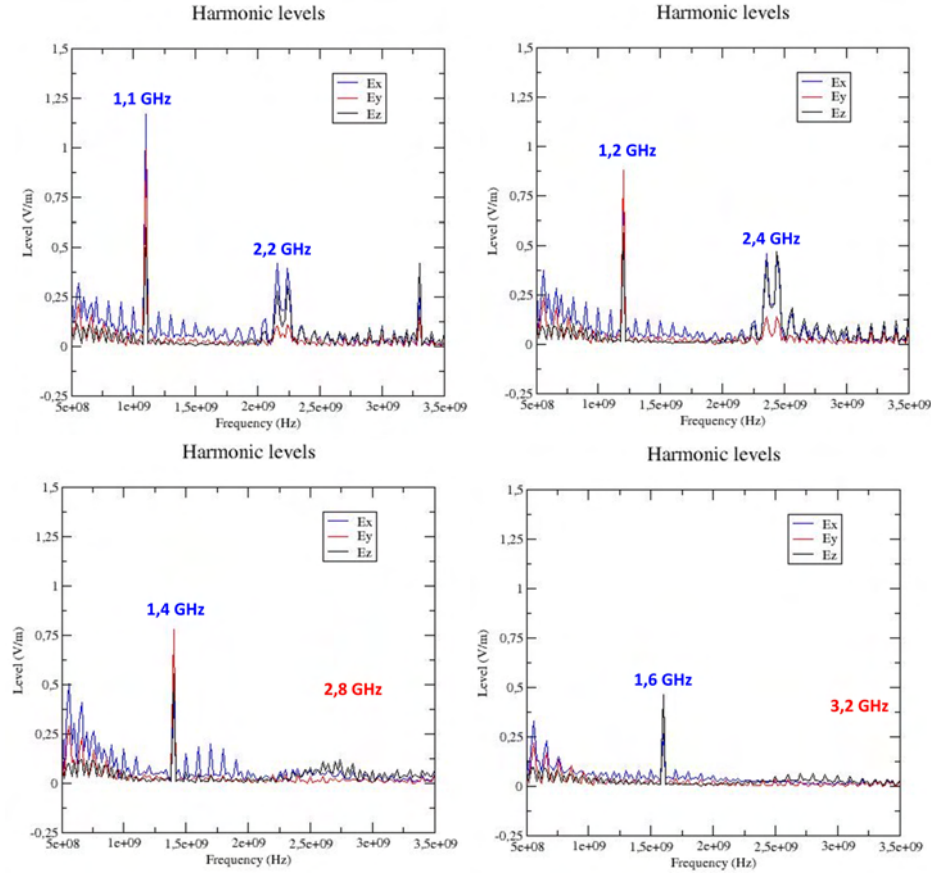 Harmonic levels
1,5
1,25
1
0,75
0,5
0,25
0
-0,25
Level (V/m)
Ex
Ey
Ez
1,1 GHz
2,2 GHz
5e+08 1e+09 1,5e+09 2e+09 2,5e+09 3e+09 3,5e+09
Frequency (Hz)
Harmonic levels
1,5
1,25
1
0,75
0,5
0,25
0
-0,25
Level (V/m)
Ex
Ey
Ez
1,2 GHz
2,4 GHz
5e+08 1e+09 1,5e+09 2e+09 2,5e+09 3e+09 3,5e+09
Frequency (Hz)
Harmonic levels
1,5
1,25
1
0,75
0,5
0,25
0
-0,25
Level (V/m)
Ex
Ey
Ez
1,4 GHz
2,8 GHz
5e+08 1e+09 1,5e+09 2e+09 2,5e+09 3e+09 3,5e+09
Frequency (Hz)
Harmonic levels
1,5
1,25
1
0,75
0,5
0,25
0
-0,25
Level (V/m)
Ex
Ey
Ez
1,6 GHz
3,2 GHz
5e+08 1e+09 1,5e+09 2e+09 2,5e+09 3e+09 3,5e+09
Frequency (Hz)